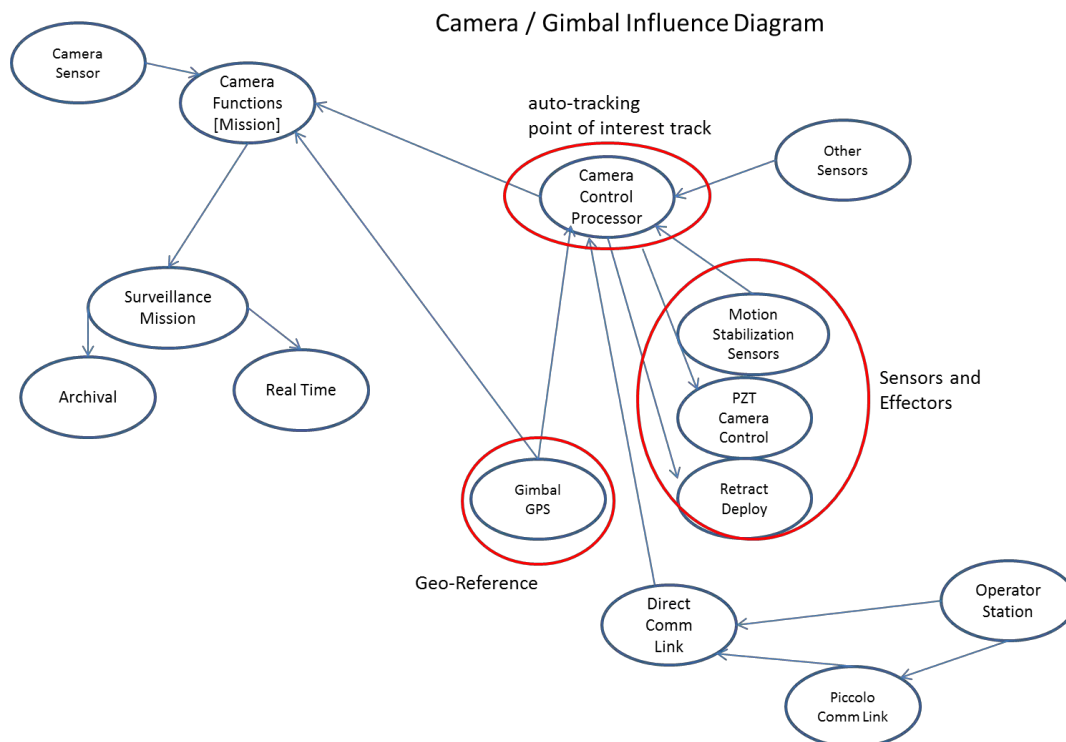 Camera / Gimbal Influence Diagram
Camera
Sensor
Camera
Functions
[Mission]
auto-tracking
point of interest track
Camera
Control
Processor
Other
Sensors
Surveillance
Mission
Archival
Real Time
Motion
Stabilization
Sensors
PZT
Camera
Control
Retract
Deploy
Sensors and
Effectors
Gimbal
GPS
Geo-Reference
Direct
Comm
Link
Operator
Station
Piccolo
Comm Link